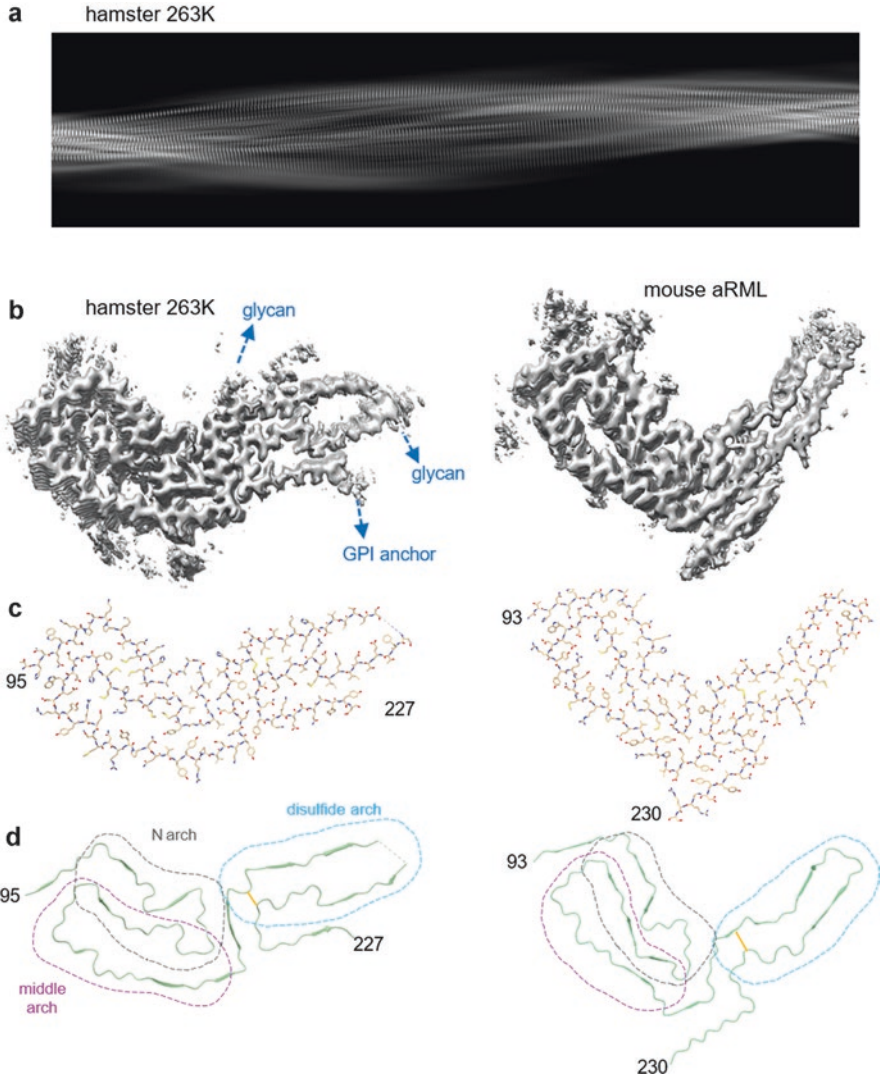 a
hamster 263K
b
hamster 263K
mouse aRML
glycan
glycan
GPI anchor
c
95
227
93
230
d
N arch
disulfide arch
95
227
middle
arch
93
230